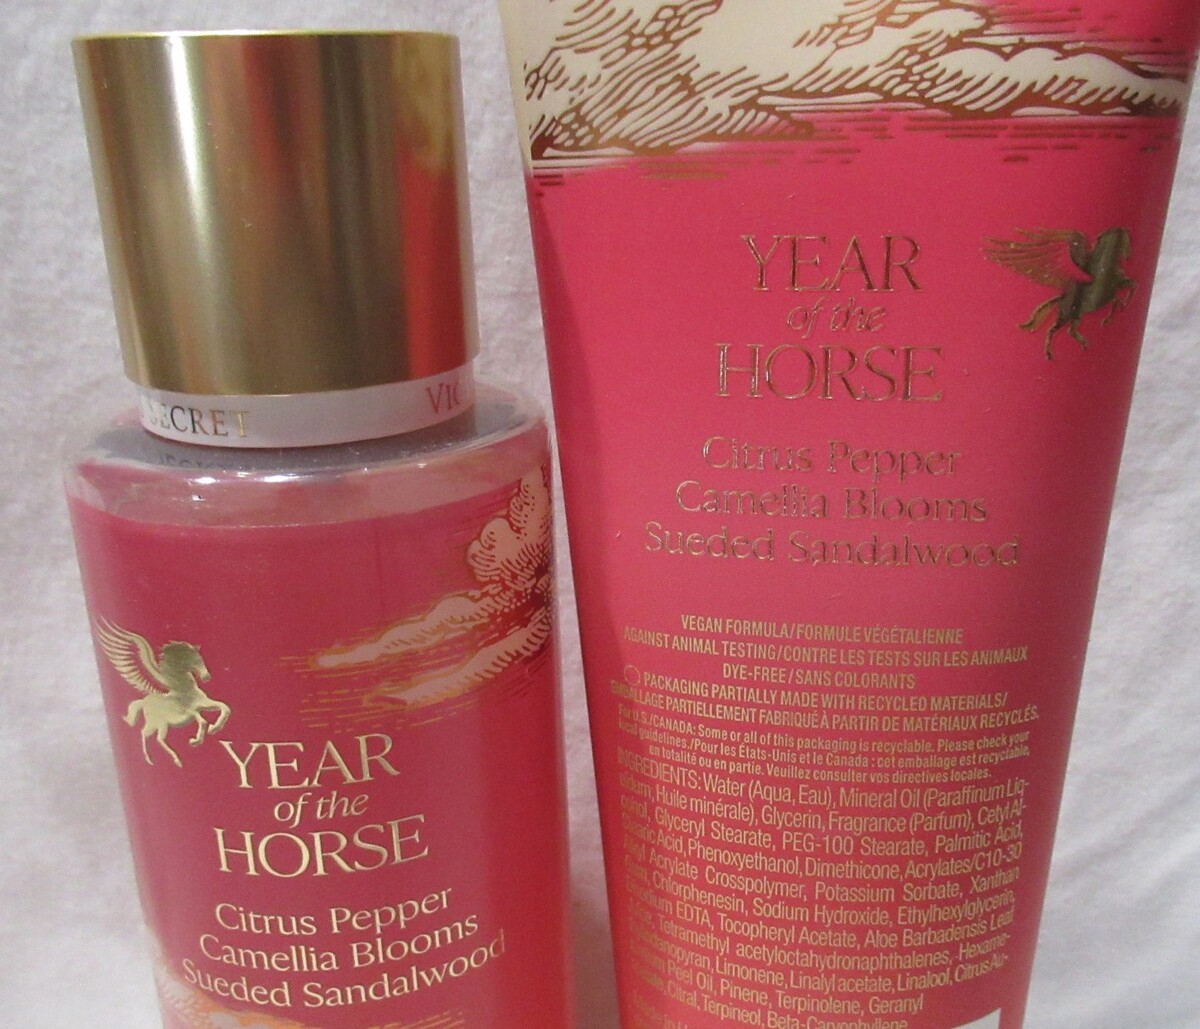 SECRET
VIC
YEAR
of the
HORSE
Citrus Pepper
Camellia Blooms
Sueded Sandalwood
YEAR
of the
HORSE
Citrus Pepper
Camellia Blooms
Sueded Sandalwood
VEGAN FORMULA/FORMULE VÉGÉTALIENNE
AGAINST ANIMAL TESTING/CONTRE LES TESTS SUR LES ANIMAUX
DYE-FREE/SANS COLORANTS
PACKAGING PARTIALLY MADE WITH RECYCLED MATERIALS/
EMBALLAGE PARTIELLEMENT FABRIQUÉ À PARTIR DE MATÉRIAUX RECYCLÉS.
For U.S./CANADA: Some or all of this packaging is recyclable. Please check your
local guidelines./Pour les États-Unis et le Canada : cet emballage est recyclable,
en totalité ou en partie. Veuillez consulter vos directives locales.
INGREDIENTS: Water (Aqua, Eau), Mineral Oil (Paraffinum Liq-
uidum, Huile minérale), Glycerin, Fragrance (Parfum), Cetyl Al-
cohol, Glyceryl Stearate, PEG-100 Stearate, Palmitic Acid,
Stearic Acid, Phenoxyethanol, Dimethicone, Acrylates/C10-30
Alkyl Acrylate Crosspolymer, Potassium Sorbate, Xanthan
Gum, Chlorphenesin, Sodium Hydroxide, Ethylhexylglycerin,
Disodium EDTA, Tocopheryl Acetate, Aloe Barbadensis Leaf
Juice, Tetramethyl acetyloctahydronaphthalenes, Hexame-
thylindanopyran, Limonene, Linalyl acetate, Linalool, Citrus Au-
rantium Peel Oil, Pinene, Terpinolene, Geranyl
Acetate, Citral, Terpineol, Beta-Caryophyllene
Made in